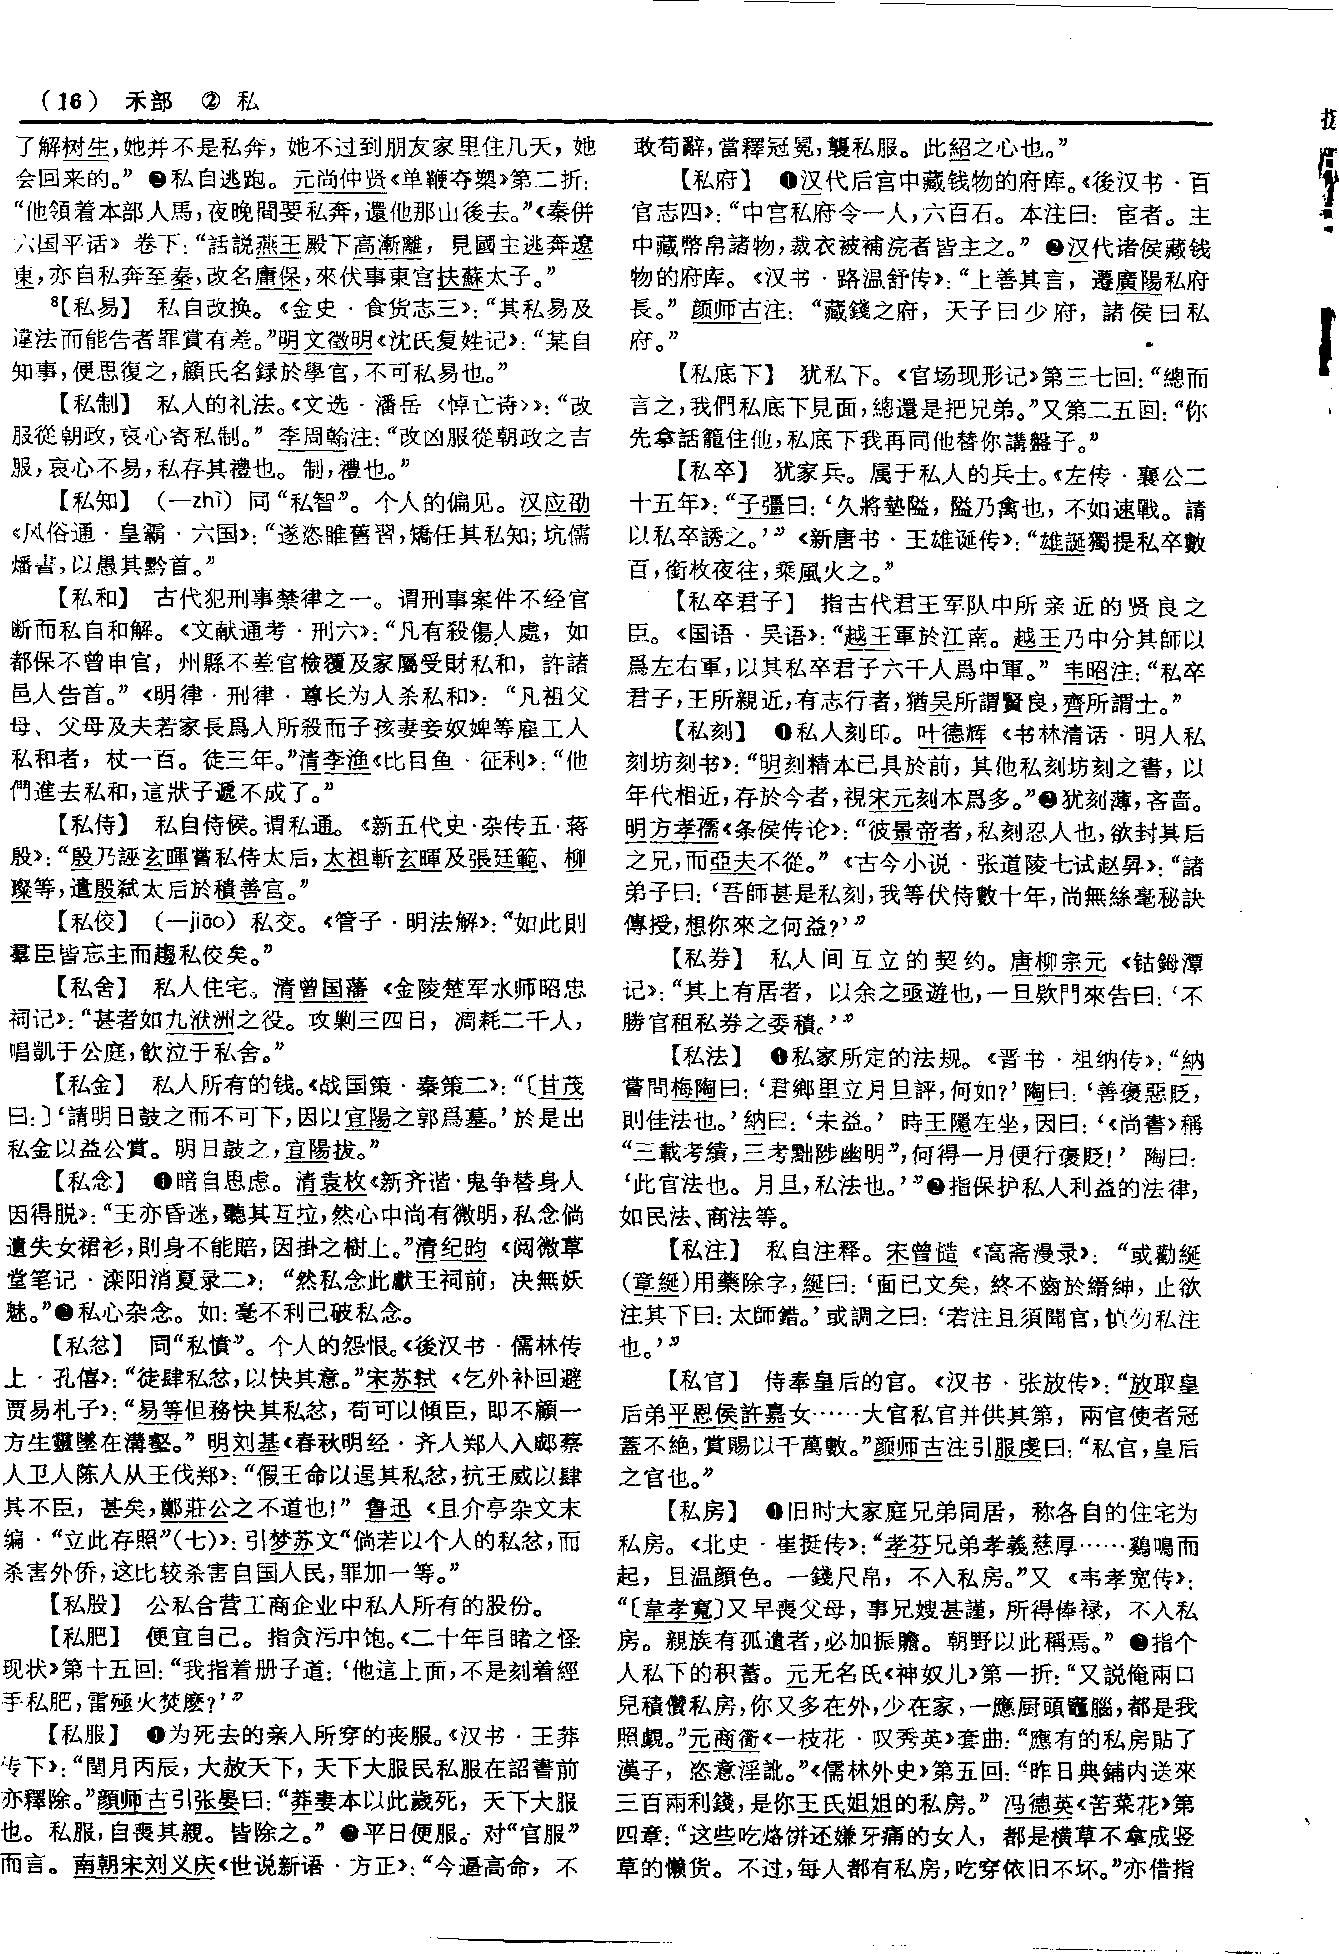 (16) 禾部 ② 私
了解树生，她并不是私奔，她不过到朋友家里住几天，她
会回来的。”❷私自逃跑。元尚仲贤《单鞭夺槊》第二折：
“他領着本部人馬，夜晚間要私奔，還他那山後去。”《秦併
六国平话》卷下：“話說燕王殿下高漸離，見國主逃奔遼
東，亦自私奔至秦，改名庸保，來伏事東宫扶蘇太子。”
8【私易】 私自改换。《金史·食货志三》：“其私易及
違法而能告者罪賞有差。”明文徵明《沈氏复姓记》：“某自
知事，便思復之，顧氏名録於學官，不可私易也。”
【私制】 私人的礼法。《文选·潘岳〈悼亡诗〉》：“改
服從朝政，哀心寄私制。”李周翰注：“改凶服從朝政之吉
服，哀心不易，私存其禮也。制，禮也。”
【私知】 (—zhì) 同“私智”。个人的偏见。汉应劭
《风俗通·皇霸·六国》：“遂恣睢舊習，矯任其私知；坑儒
燔書，以愚其黔首。”
【私和】 古代犯刑事禁律之一。谓刑事案件不经官
断而私自和解。《文献通考·刑六》：“凡有殺傷人處，如
都保不曾申官，州縣不差官檢覆及家屬受財私和，許諸
邑人告首。”《明律·刑律·尊长为人杀私和》：“凡祖父
母、父母及夫若家長爲人所殺而子孩妻妾奴婢等雇工人
私和者，杖一百。徒三年。”清李渔《比目鱼·征利》：“他
們進去私和，這狀子遞不成了。”
【私侍】 私自侍候。谓私通。《新五代史·杂传五·蒋
殷》：“殷乃誣玄暉嘗私侍太后，太祖斬玄暉及張廷範、柳
璨等，遣殷弑太后於積善宫。”
【私佼】 (—jiāo) 私交。《管子·明法解》：“如此則
羣臣皆忘主而趨私佼矣。”
【私舍】 私人住宅。清曾国藩《金陵楚军水师昭忠
祠记》：“甚者如九洑洲之役。攻剿三四日，凋耗二千人，
唱凱于公庭，飲泣于私舍。”
【私金】 私人所有的钱。《战国策·秦策二》：“〔甘茂
曰：〕‘請明日鼓之而不可下，因以宜陽之郭爲墓。’於是出
私金以益公賞。明日鼓之，宜陽拔。”
【私念】 ❶暗自思虑。清袁枚《新齐谐·鬼争替身人
因得脱》：“王亦昏迷，聽其互拉，然心中尚有微明，私念倘
遺失女裙衫，則身不能賠，因掛之樹上。”清纪昀《阅微草
堂笔记·滦阳消夏录二》：“然私念此獻王祠前，决無妖
魅。”❷私心杂念。如：毫不利己破私念。
【私忿】 同“私憤”。个人的怨恨。《後汉书·儒林传
上·孔僖》：“徒肆私忿，以快其意。”宋苏轼《乞外补回避
贾易札子》：“易等但務快其私忿，苟可以傾臣，即不顧一
方生靈墜在溝壑。”明刘基《春秋明经·齐人郑人入郕蔡
人卫人陈人从王伐郑》：“假王命以逞其私忿，抗王威以肆
其不臣，甚矣，鄭莊公之不道也！”鲁迅《且介亭杂文末
编·“立此存照”(七)》：引梦苏文“倘若以个人的私忿，而
杀害外侨，这比较杀害自国人民，罪加一等。”
【私股】 公私合营工商企业中私人所有的股份。
【私肥】 便宜自己。指贪污中饱。《二十年目睹之怪
现状》第十五回：“我指着册子道：‘他這上面，不是刻着經
手私肥，雷殛火焚麽？’”
【私服】 ❶为死去的亲人所穿的丧服。《汉书·王莽
传下》：“閏月丙辰，大赦天下，天下大服民私服在詔書前
亦釋除。”顔师古引张晏曰：“莽妻本以此歲死，天下大服
也。私服，自喪其親。皆除之。”❷平日便服。对“官服”
而言。南朝宋刘义庆《世说新语·方正》：“今逼高命，不
敢苟辭，當釋冠冕，襲私服。此紹之心也。”
【私府】 ❶汉代后宫中藏钱物的府库。《後汉书·百
官志四》：“中宫私府令一人，六百石。本注曰：宦者。主
中藏幣帛諸物，裁衣被補浣者皆主之。”❷汉代诸侯藏钱
物的府库。《汉书·路温舒传》：“上善其言，遷廣陽私府
長。”颜师古注：“藏錢之府，天子曰少府，諸侯曰私
府。”
【私底下】 犹私下。《官场现形记》第三七回：“總而
言之，我們私底下見面，總還是把兄弟。”又第二五回：“你
先拿話籠住他，私底下我再同他替你講盤子。”
【私卒】 犹家兵。属于私人的兵士。《左传·襄公二
十五年》：“子彊曰：‘久將墊隘，隘乃禽也，不如速戰。請
以私卒誘之。’”《新唐书·王雄诞传》：“雄誕獨提私卒數
百，銜枚夜往，乘風火之。”
【私卒君子】 指古代君王军队中所亲近的贤良之
臣。《国语·吴语》：“越王軍於江南。越王乃中分其師以
爲左右軍，以其私卒君子六千人爲中軍。”韦昭注：“私卒
君子，王所親近，有志行者，猶吴所謂賢良，齊所謂士。”
【私刻】 ❶私人刻印。叶德辉《书林清话·明人私
刻坊刻书》：“明刻精本已具於前，其他私刻坊刻之書，以
年代相近，存於今者，視宋元刻本爲多。”❷犹刻薄，吝啬。
明方孝孺《条侯传论》：“彼景帝者，私刻忍人也，欲封其后
之兄，而亞夫不從。”《古今小说·张道陵七试赵昇》：“諸
弟子曰：‘吾師甚是私刻，我等伏侍數十年，尚無絲毫秘訣
傳授，想你來之何益？’”
【私券】 私人间互立的契约。唐柳宗元《钴鉧潭
记》：“其上有居者，以余之亟遊也，一旦欵門來告曰：‘不
勝官租私券之委積。’”
【私法】 ❶私家所定的法规。《晋书·祖纳传》：“納
嘗問梅陶曰：‘君鄉里立月旦評，何如？’陶曰：‘善褒惡貶，
則佳法也。’納曰：‘未益。’時王隱在坐，因曰：‘《尚書》稱
“三載考績，三考黜陟幽明”，何得一月便行褒貶！’陶曰：
‘此官法也。月旦，私法也。’”❷指保护私人利益的法律，
如民法、商法等。
【私注】 私自注释。宋曾慥《高斋漫录》：“或勸綖
(章綖)用藥除字，綖曰：‘面已文矣，終不齒於縉紳，止欲
注其下曰：太師錯。’或謂之曰：‘若注且須聞官，慎勿私注
也。’”
【私官】 侍奉皇后的官。《汉书·张放传》：“放取皇
后弟平恩侯許嘉女……大官私官并供其第，兩官使者冠
蓋不絶，賞賜以千萬數。”颜师古注引服虔曰：“私官，皇后
之官也。”
【私房】 ❶旧时大家庭兄弟同居，称各自的住宅为
私房。《北史·崔挺传》：“孝芬兄弟孝義慈厚……鷄鳴而
起，且温顔色。一錢尺帛，不入私房。”又《韦孝宽传》：
“〔韋孝寬〕又早喪父母，事兄嫂甚謹，所得俸禄，不入私
房。親族有孤遺者，必加振贍。朝野以此稱焉。”❷指个
人私下的积蓄。元无名氏《神奴儿》第一折：“又説俺兩口
兒積儹私房，你又多在外，少在家，一應厨頭竈腦，都是我
照覷。”元商衟《一枝花·叹秀英》套曲：“應有的私房貼了
漢子，恣意淫訛。”《儒林外史》第五回：“昨日典鋪内送來
三百兩利錢，是你王氏姐姐的私房。”冯德英《苦菜花》第
四章：“这些吃烙饼还嫌牙痛的女人，都是横草不拿成竖
草的懒货。不过，每人都有私房，吃穿依旧不坏。”亦借指